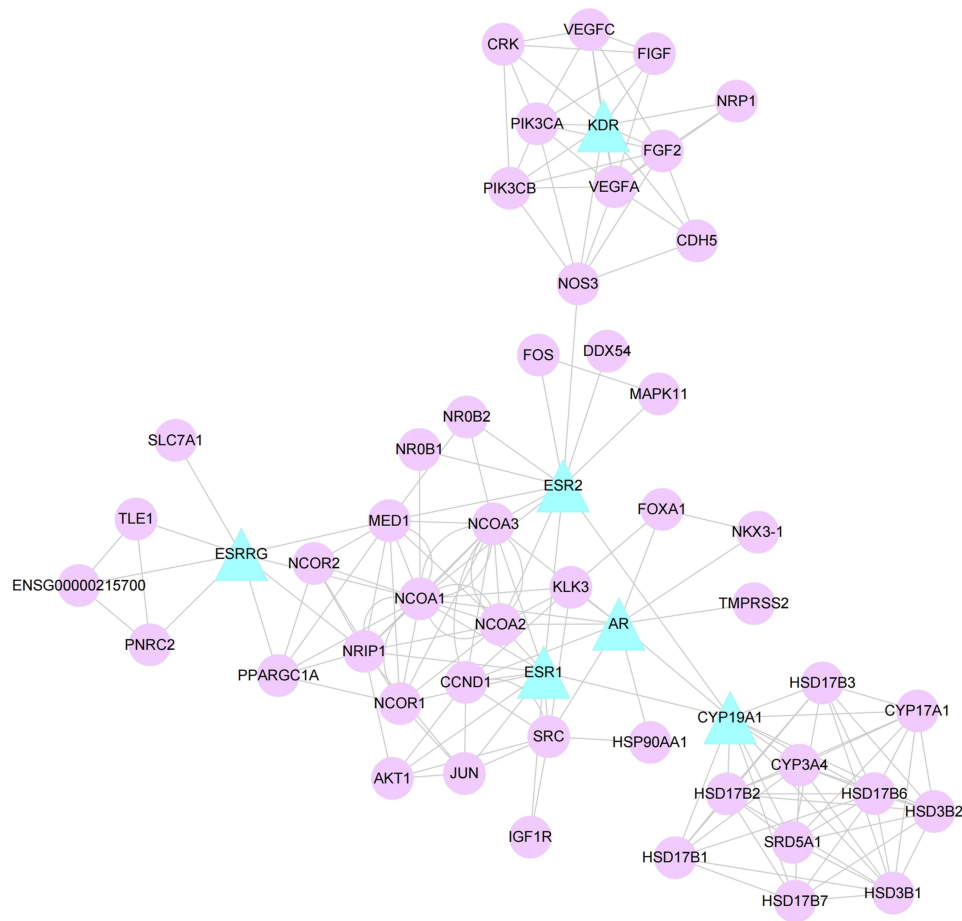 VEGFC
CRK
FIGF
NRP1
PIK3CA
KDR
FGF2
PIK3CB
VEGFA
CDH5
NOS3
FOS
DDX54
MAPK11
NR0B2
SLC7A1
NR0B1
ESR2
FOXA1
TLE1
MED1
NCOA3
NKX3-1
ESRRG
NCOR2
ENSG00000215700
KLK3
NCOA1
TMPRSS2
NCOA2
AR
PNRC2
NRIP1
PPARGC1A
ESR1
HSD17B3
CCND1
NCOR1
CYP17A1
CYP19A1
SRC
HSP90AA1
CYP3A4
AKT1
JUN
HSD17B2
HSD17B6
HSD3B2
IGF1R
SRD5A1
HSD17B1
HSD3B1
HSD17B7